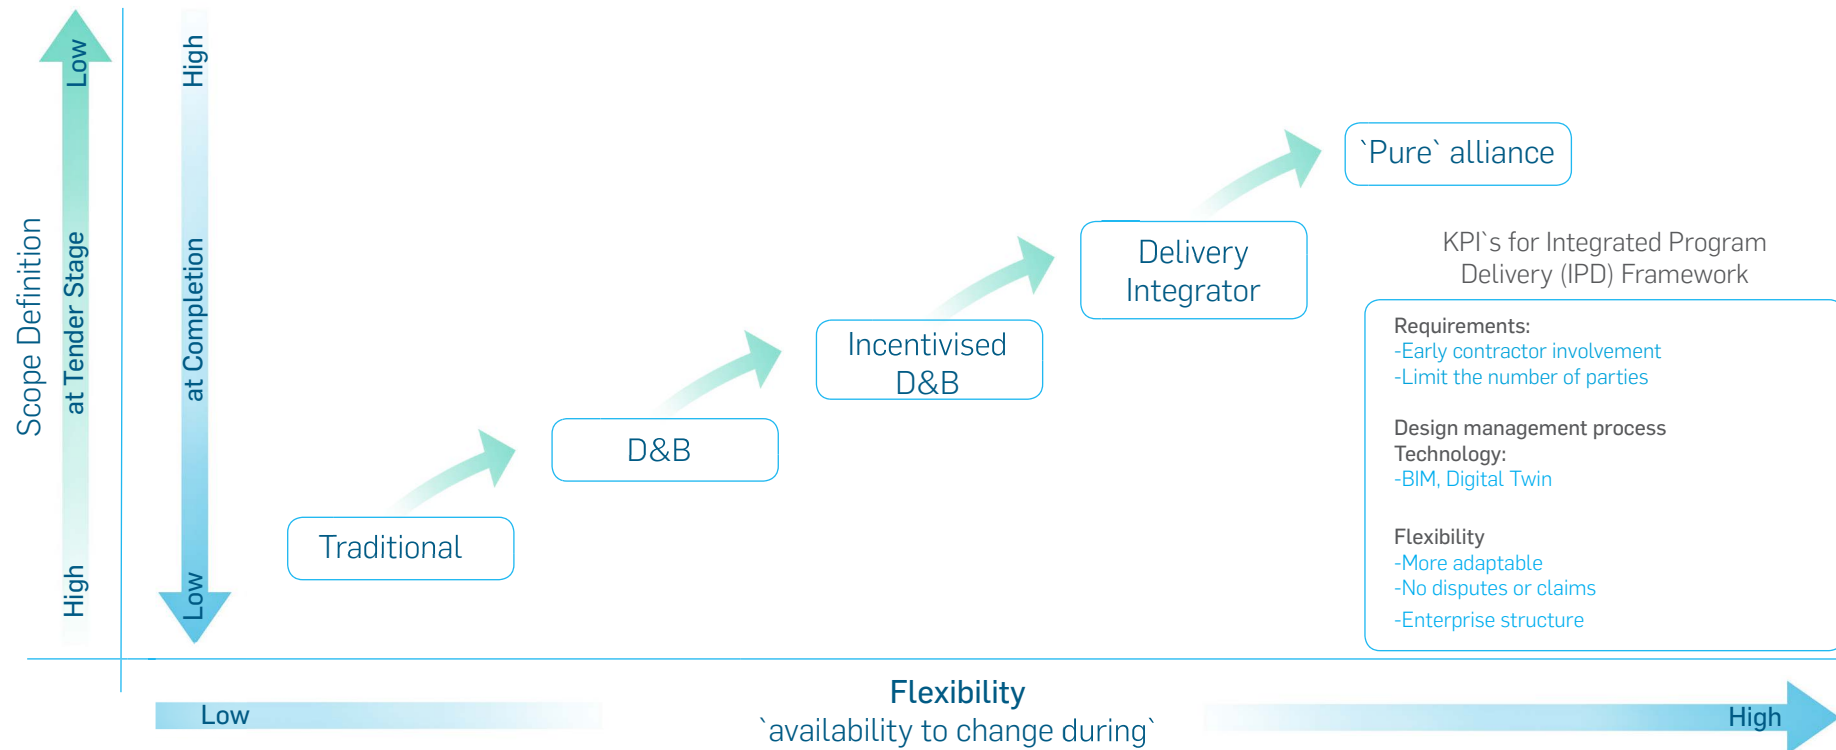 Scope Definition
at Tender Stage
Low
High
at Completion
High
Low
`Pure` alliance
Delivery
Integrator
Incentivised
D&B
D&B
Traditional
KPI`s for Integrated Program
Delivery (IPD) Framework
Requirements:
-Early contractor involvement
-Limit the number of parties
Design management process
Technology:
-BIM, Digital Twin
Flexibility
-More adaptable
-No disputes or claims
-Enterprise structure
Low
Flexibility
`availability to change during`
High